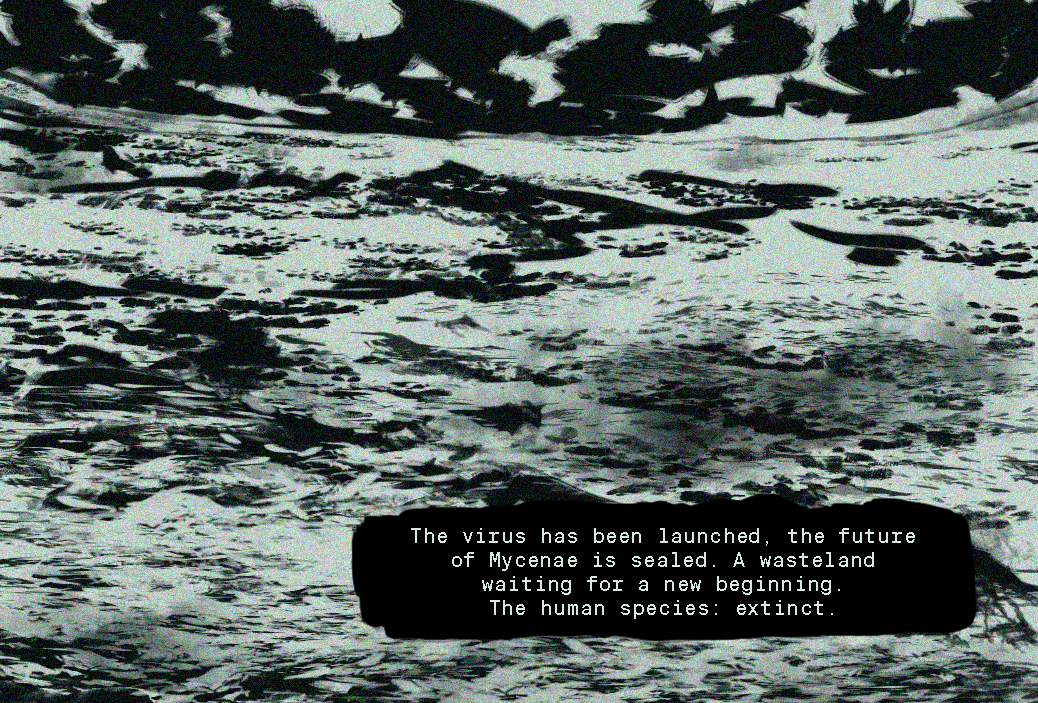 The virus has been launched, the future
of Mycenae is sealed. A wasteland
waiting for a new beginning.
The human species: extinct.